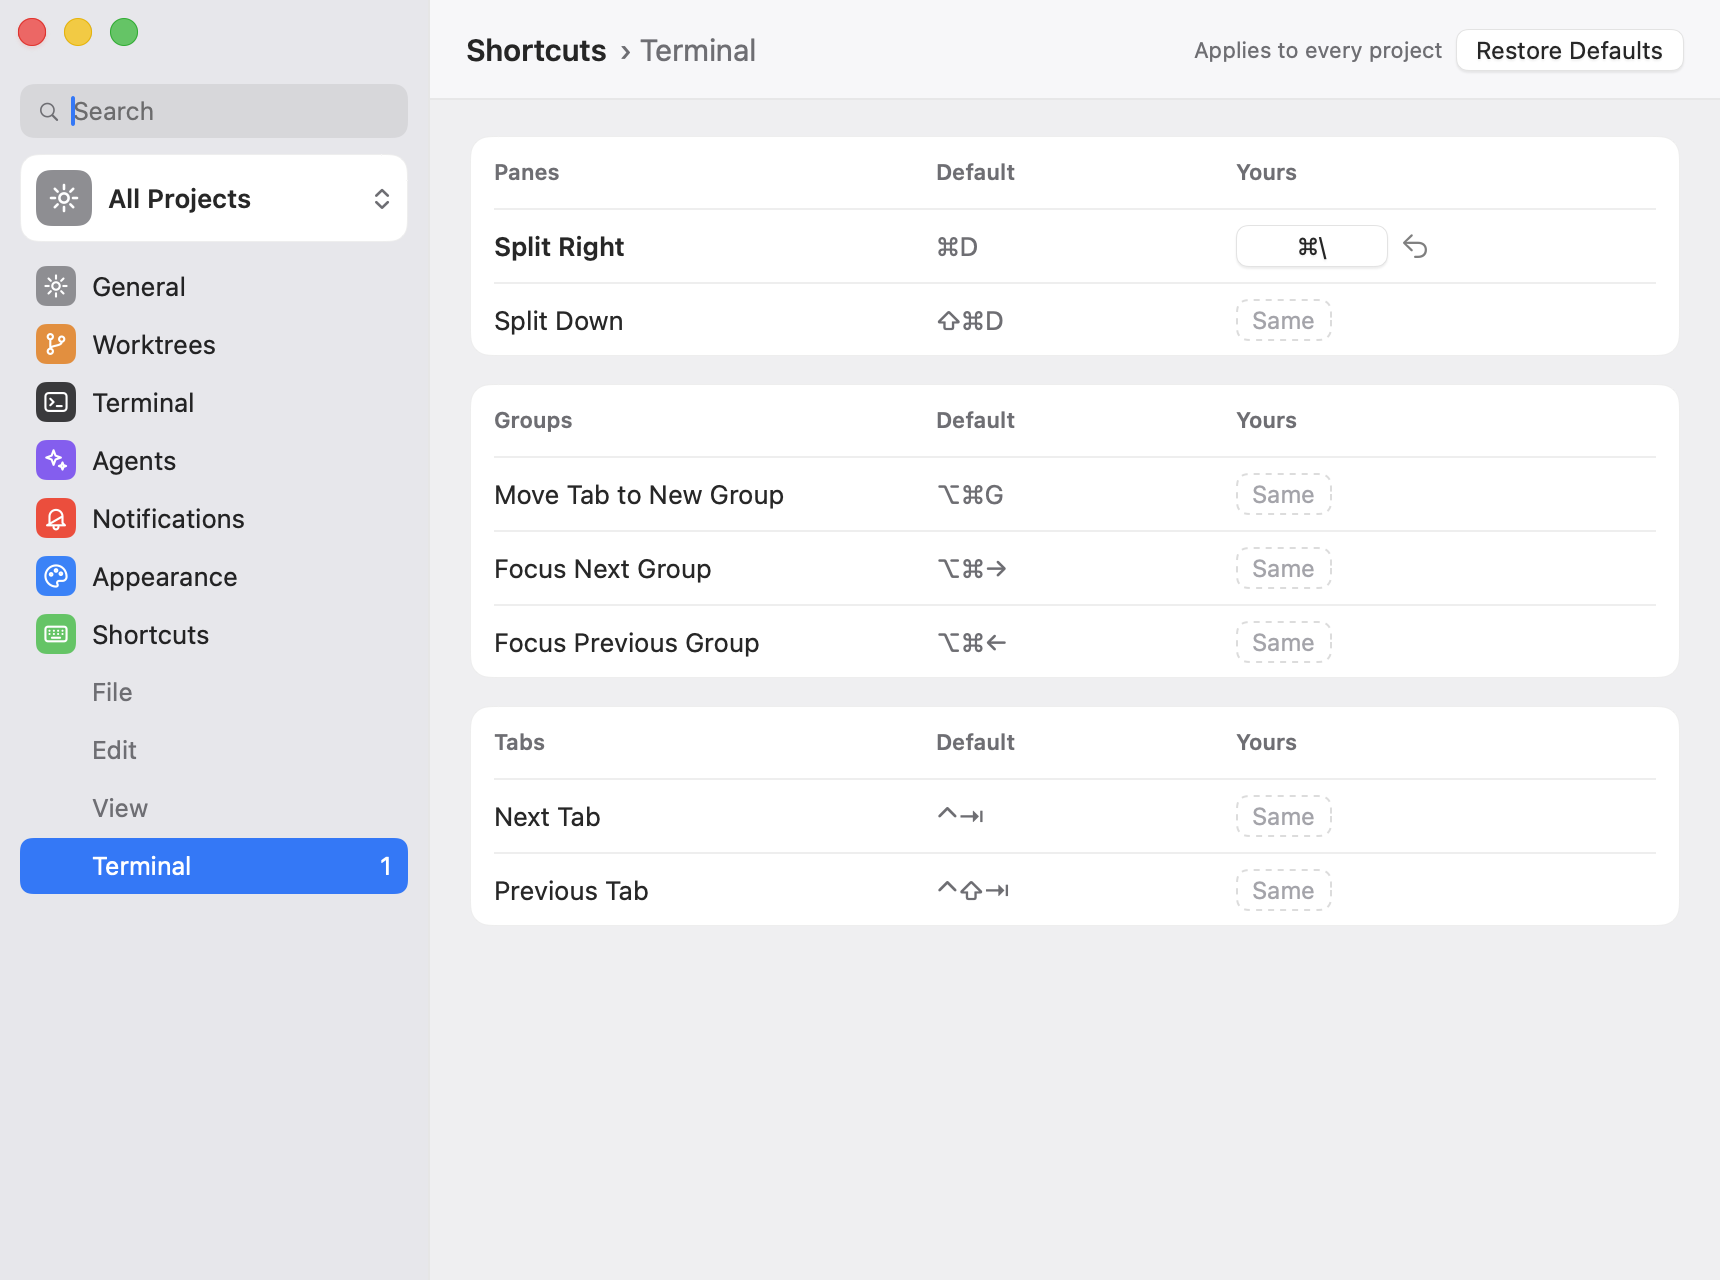 Search
All Projects
General
Worktrees
Terminal
Agents
Notifications
Appearance
Shortcuts
File
Edit
View
Terminal 1
Shortcuts › Terminal
Applies to every project
Restore Defaults
Panes Default Yours
Split Right ⌘D ⌘\
Split Down ⇧⌘D Same
Groups Default Yours
Move Tab to New Group ⌥⌘G Same
Focus Next Group ⌥⌘→ Same
Focus Previous Group ⌥⌘← Same
Tabs Default Yours
Next Tab ^⇥ Same
Previous Tab ^⇧⇥ Same